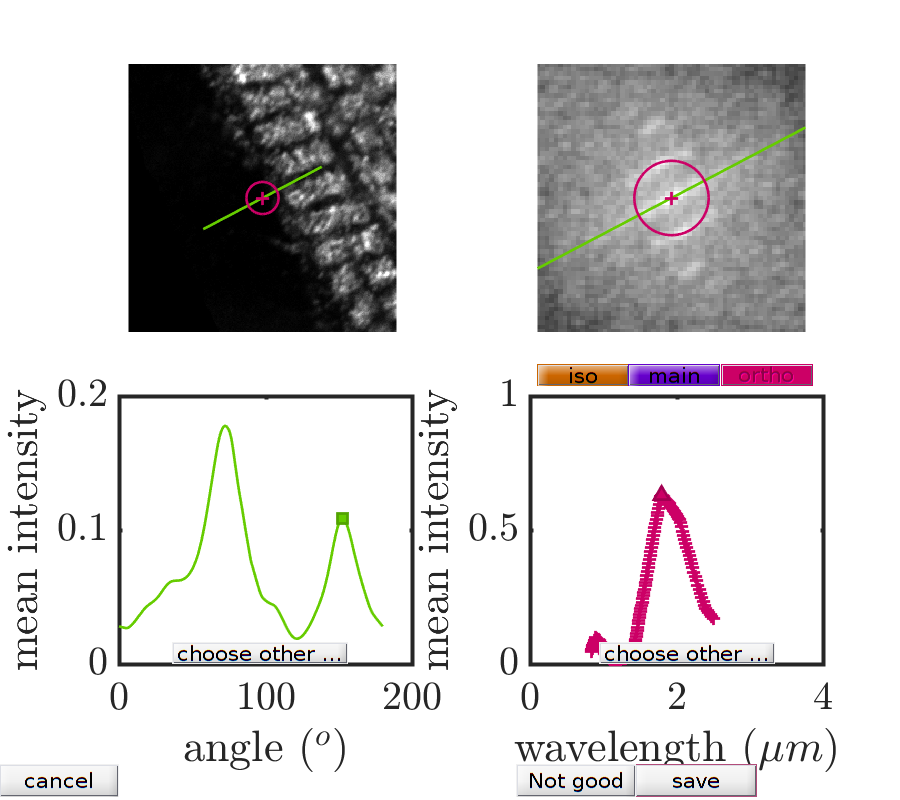 iso main ortho
0.2
0.1
0
mean intensity
choose other ...
0 100 200
angle (o)
1
0.5
0
mean intensity
choose other ...
0 2 4
wavelength (μm)
cancel Not good save